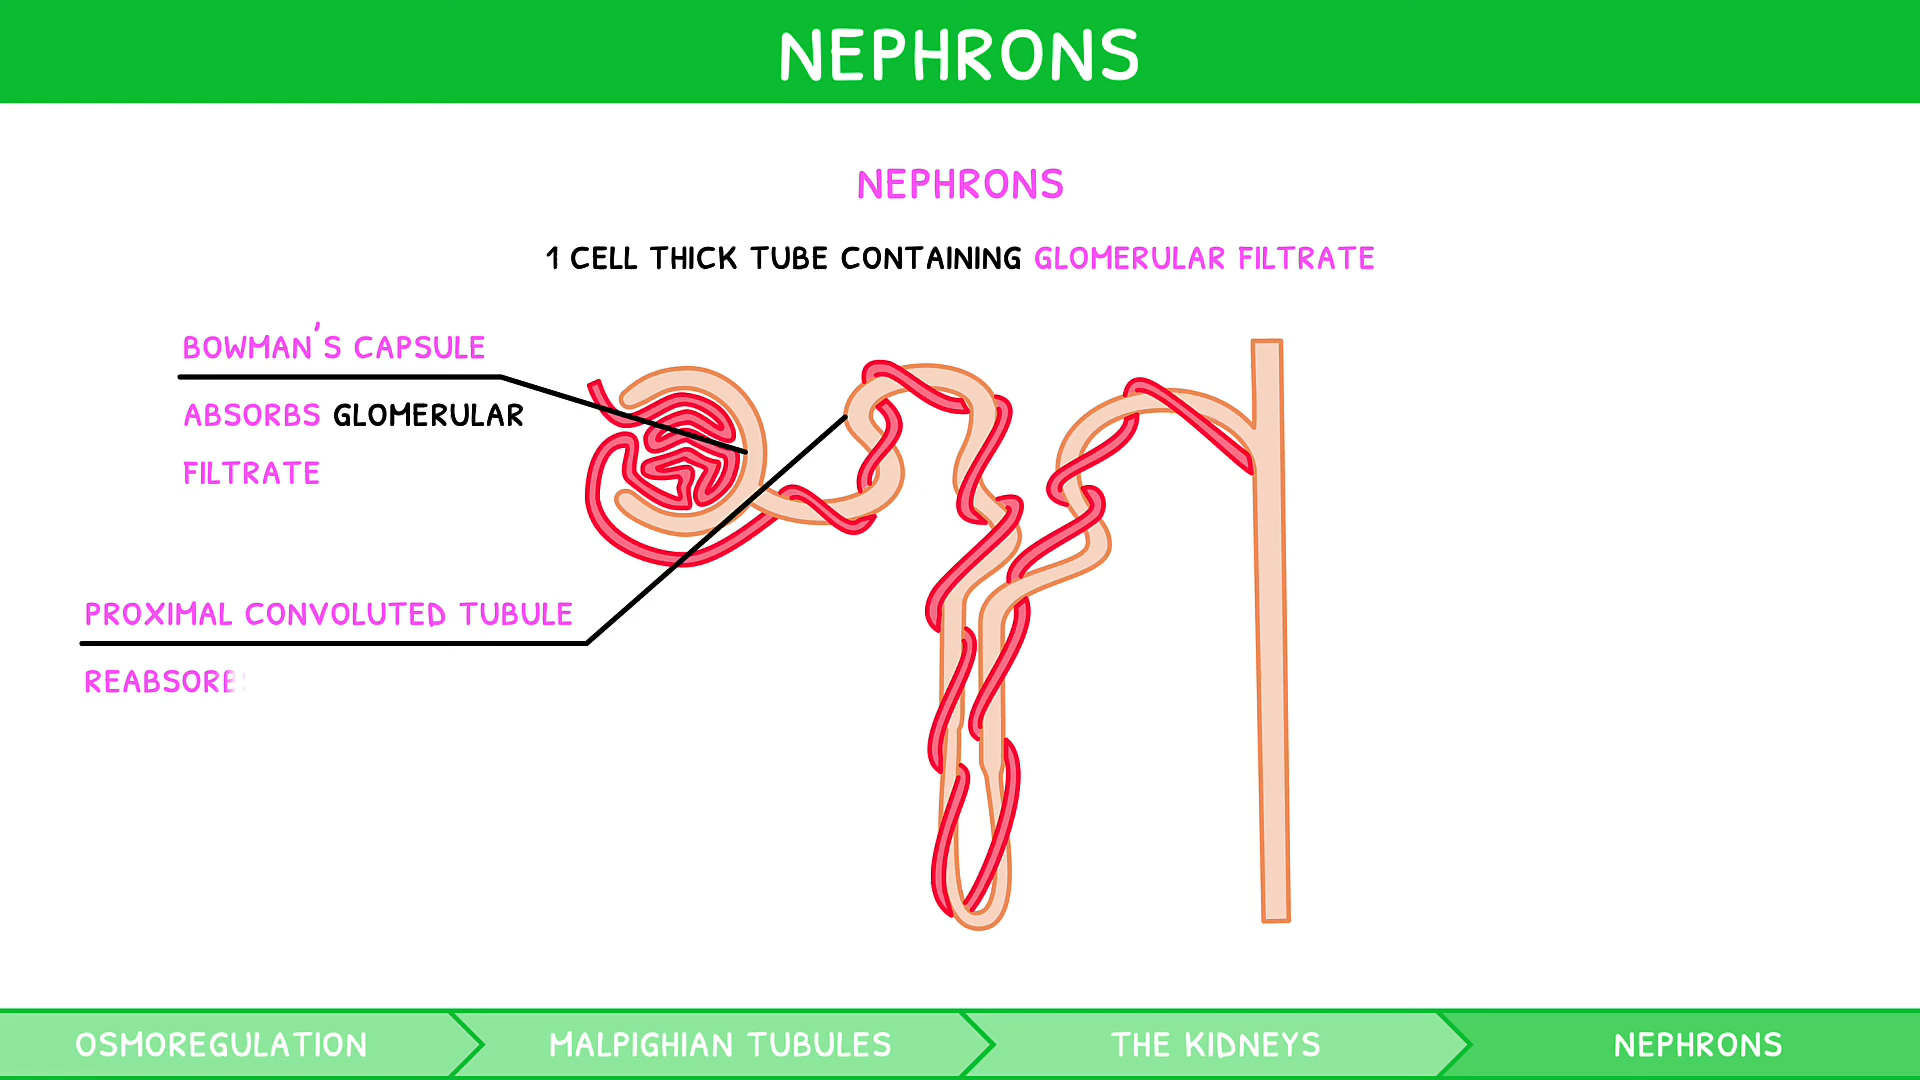 NEPHRONS
NEPHRONS
1 CELL THICK TUBE CONTAINING GLOMERULAR FILTRATE
BOWMAN'S CAPSULE
ABSORBS GLOMERULAR
FILTRATE
PROXIMAL CONVOLUTED TUBULE
REABSORBS
OSMOREGULATION
MALPIGHIAN TUBULES
THE KIDNEYS
NEPHRONS